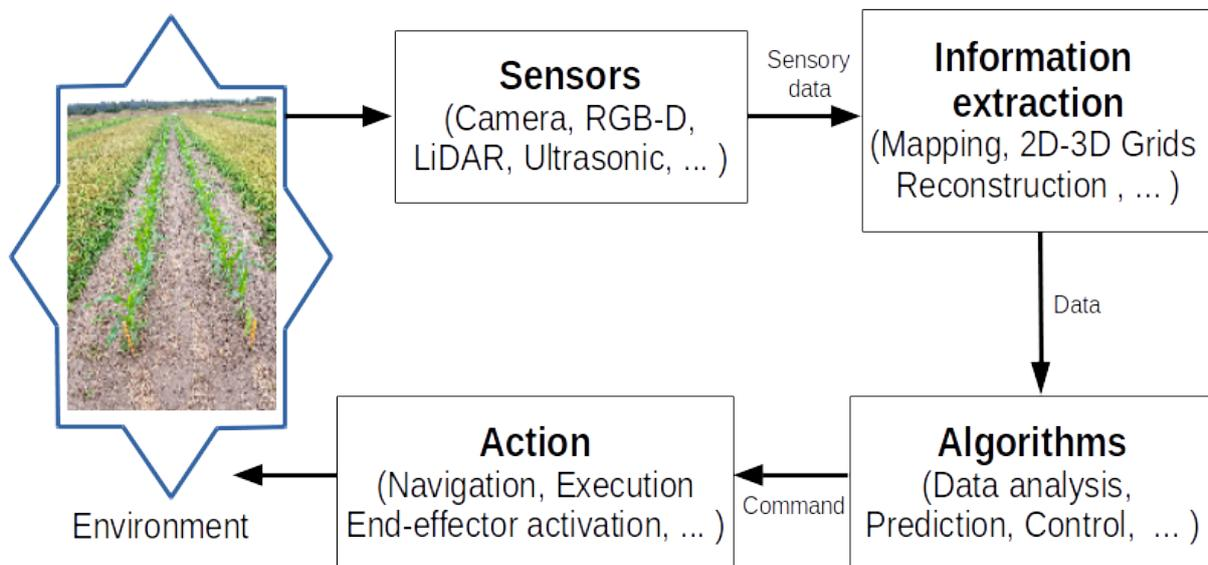 Sensors
(Camera, RGB-D,
LiDAR, Ultrasonic, ... )
Sensory
data
Information
extraction
(Mapping, 2D-3D Grids
Reconstruction , ... )
Data
Algorithms
(Data analysis,
Prediction, Control, ... )
Command
Action
(Navigation, Execution
End-effector activation, ... )
Environment